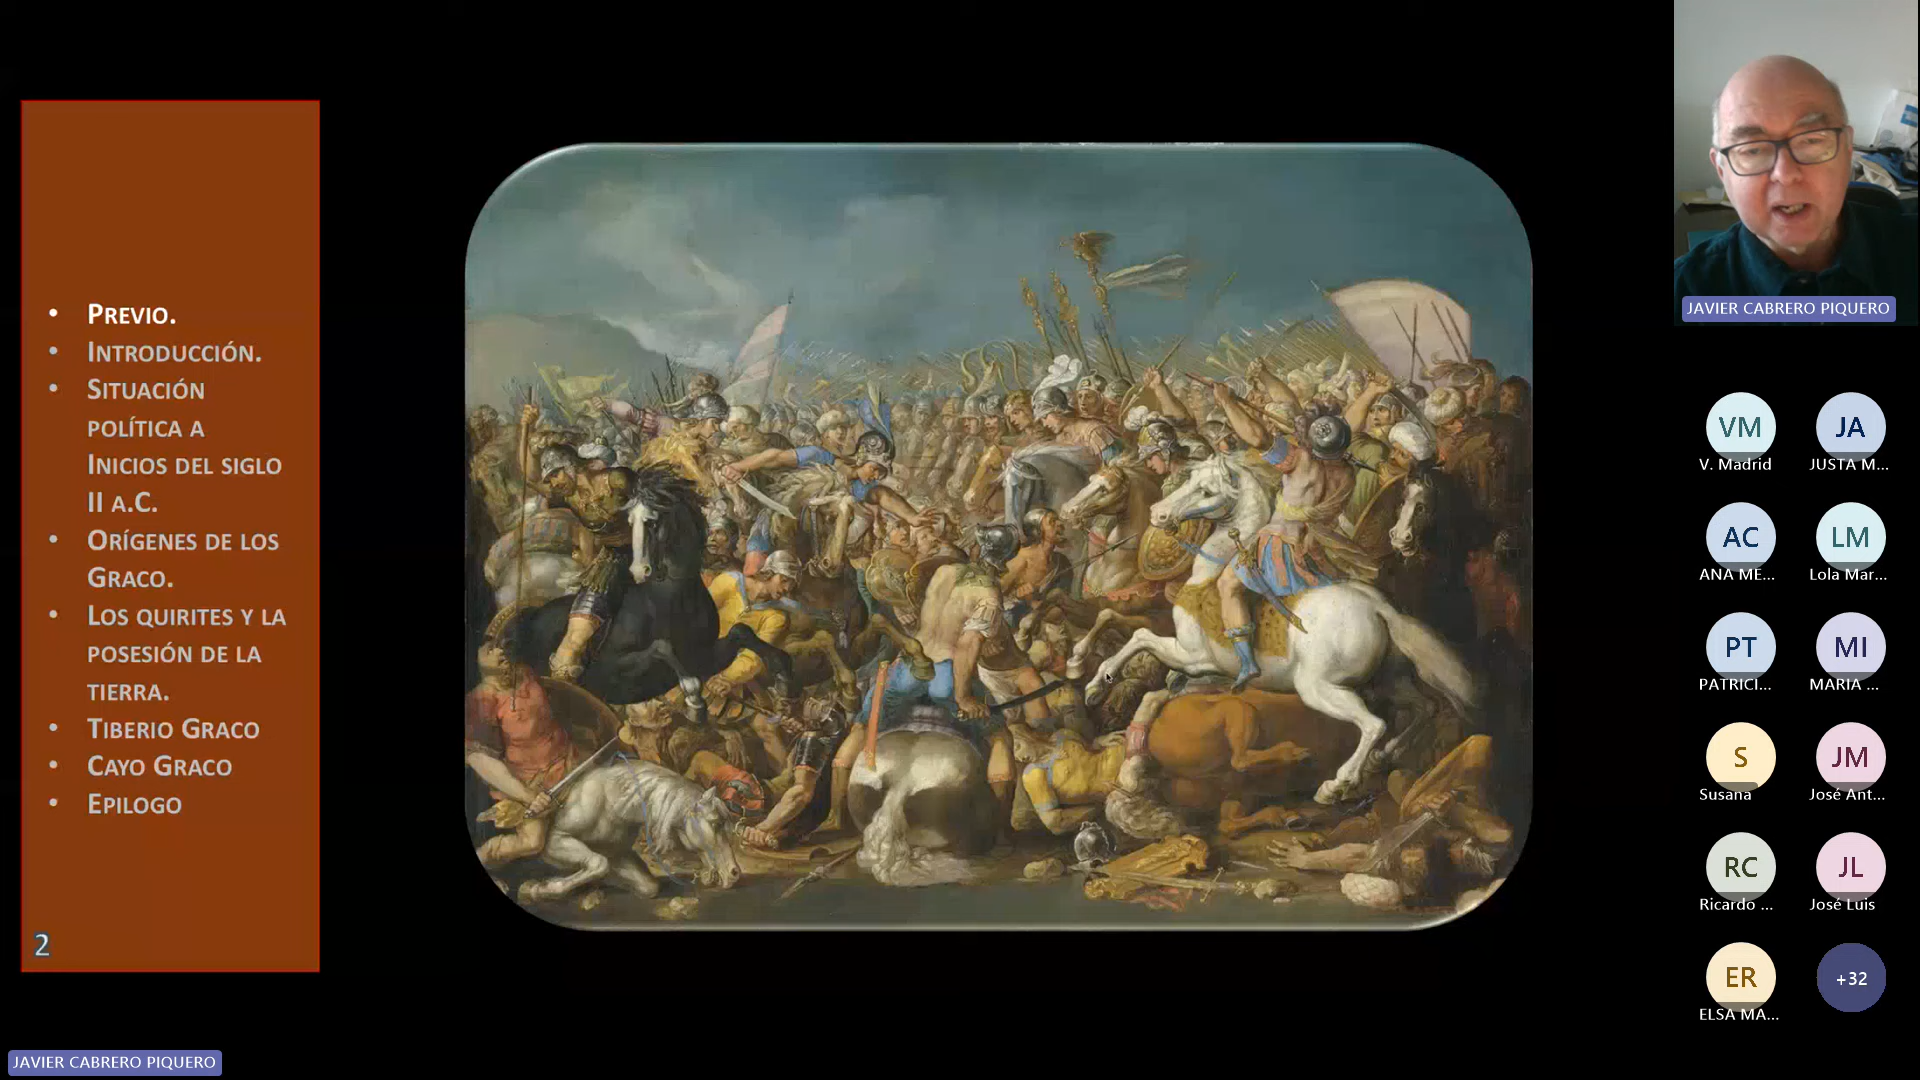 PREVIO.
INTRODUCCIÓN.
SITUACIÓN
POLÍTICA A
INICIOS DEL SIGLO
II A.C.
ORÍGENES DE LOS
GRACO.
LOS QUIRITES Y LA
POSESIÓN DE LA
TIERRA.
TIBERIO GRACO
CAYO GRACO
EPILOGO
2
JAVIER CABRERO PIQUERO
JAVIER CABRERO PIQUERO
VM
V. Madrid
JA
JUSTA M...
AC
ANA ME...
LM
Lola Mar...
PT
PATRICI...
MI
MARIA ...
S
Susana
JM
José Ant...
RC
Ricardo ...
JL
José Luis
ER
ELSA MA...
+32